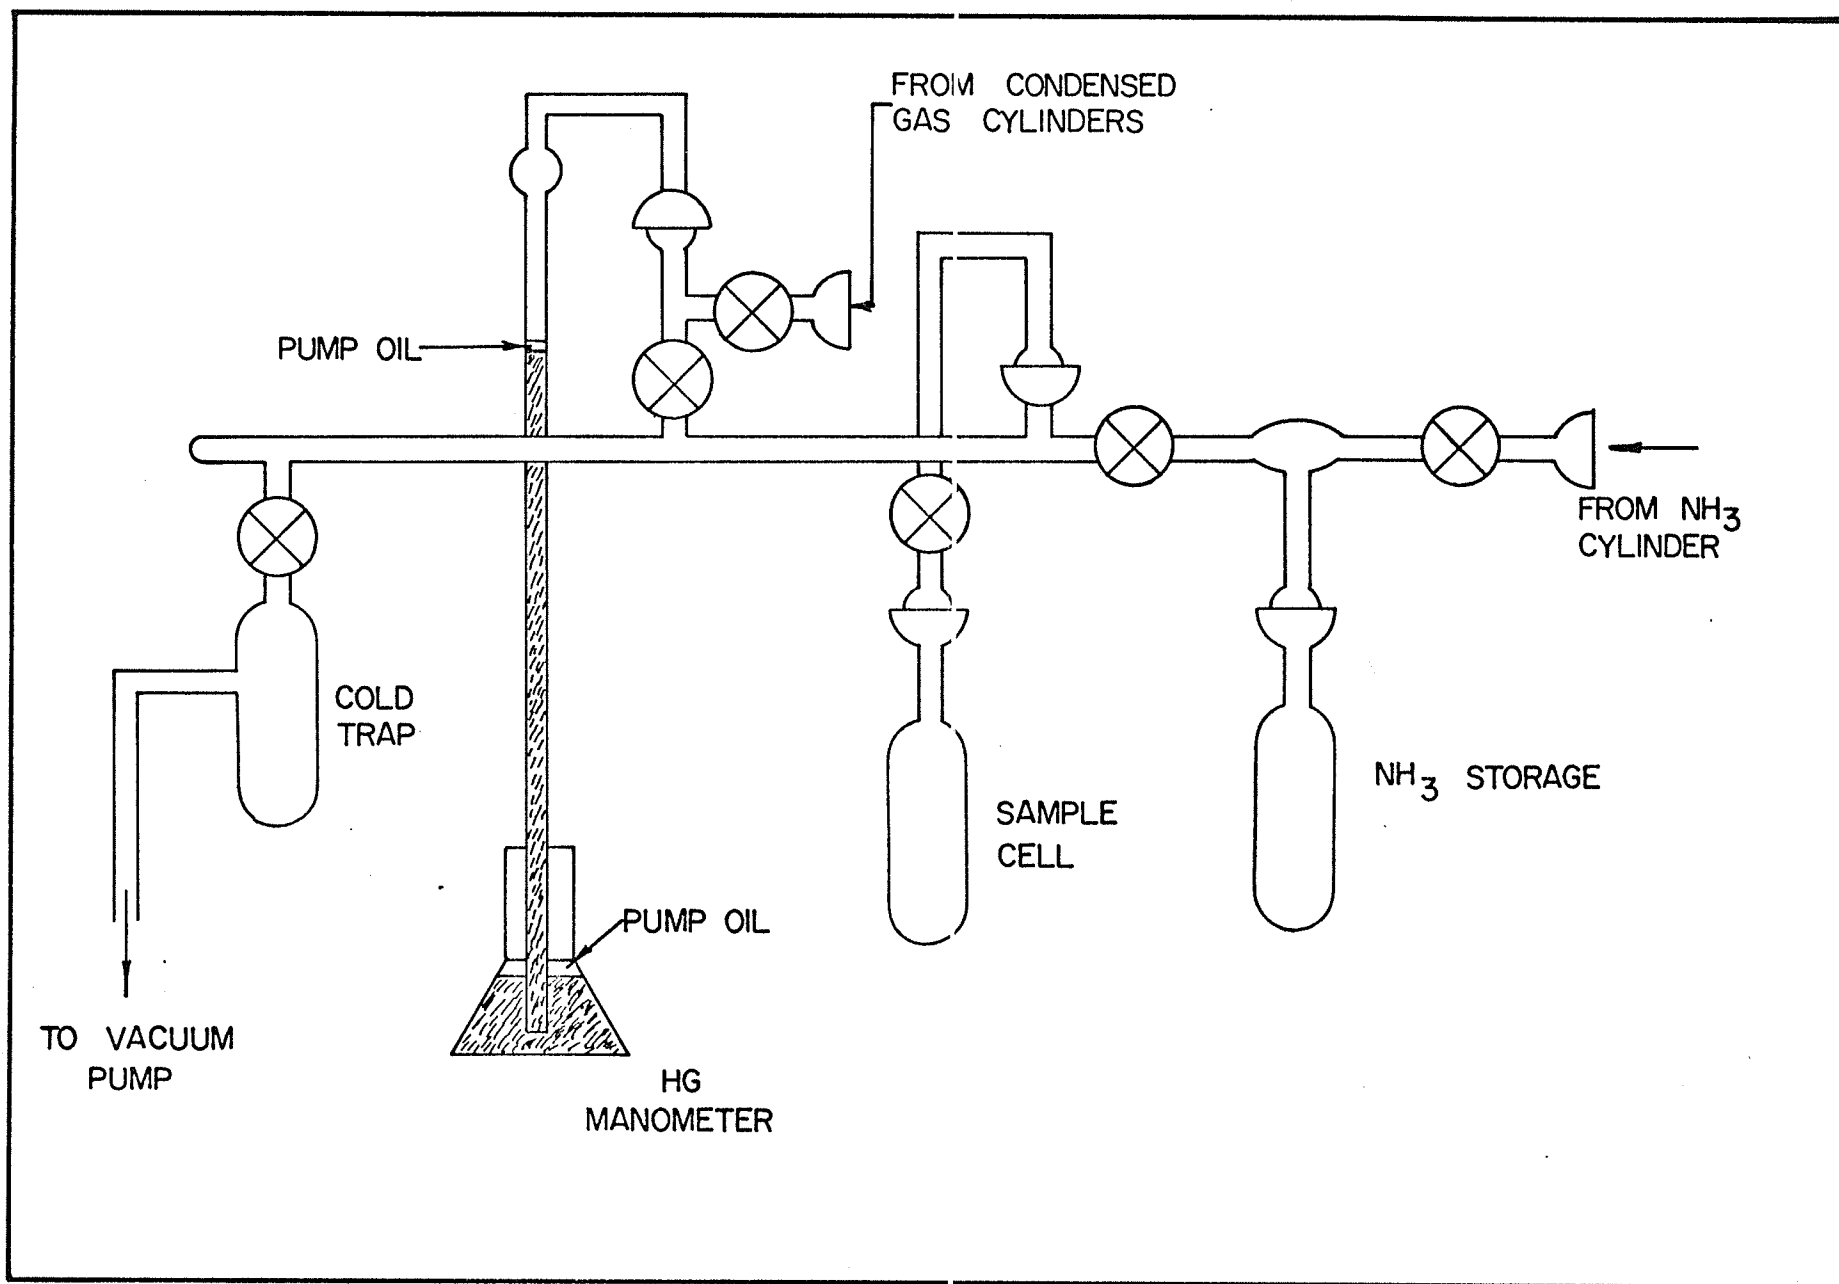 FROM CONDENSED
GAS CYLINDERS
PUMP OIL
FROM NH3
CYLINDER
COLD
TRAP
NH3 STORAGE
SAMPLE
CELL
PUMP OIL
TO VACUUM
PUMP
HG
MANOMETER